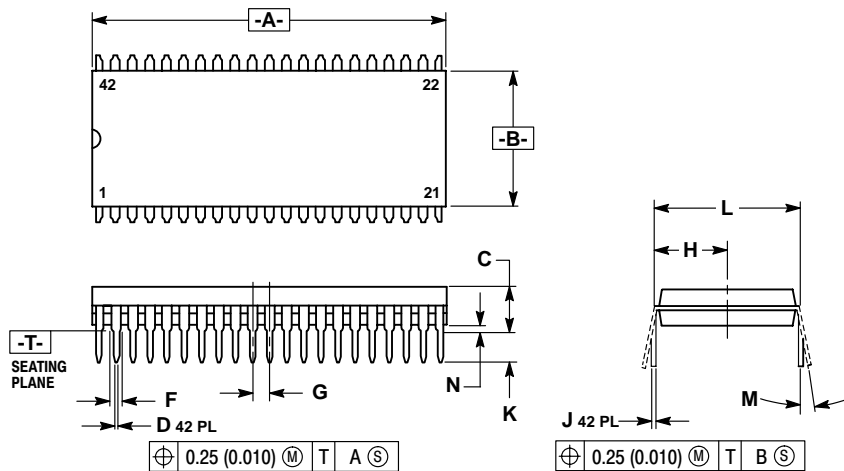 -A-
42 22
-B-
1 21
L
H
C
-T-
SEATING
PLANE
N
F
G
K
M
D 42 PL
J 42 PL
⌖ 0.25 (0.010) Ⓜ T A Ⓢ
⌖ 0.25 (0.010) Ⓜ T B Ⓢ